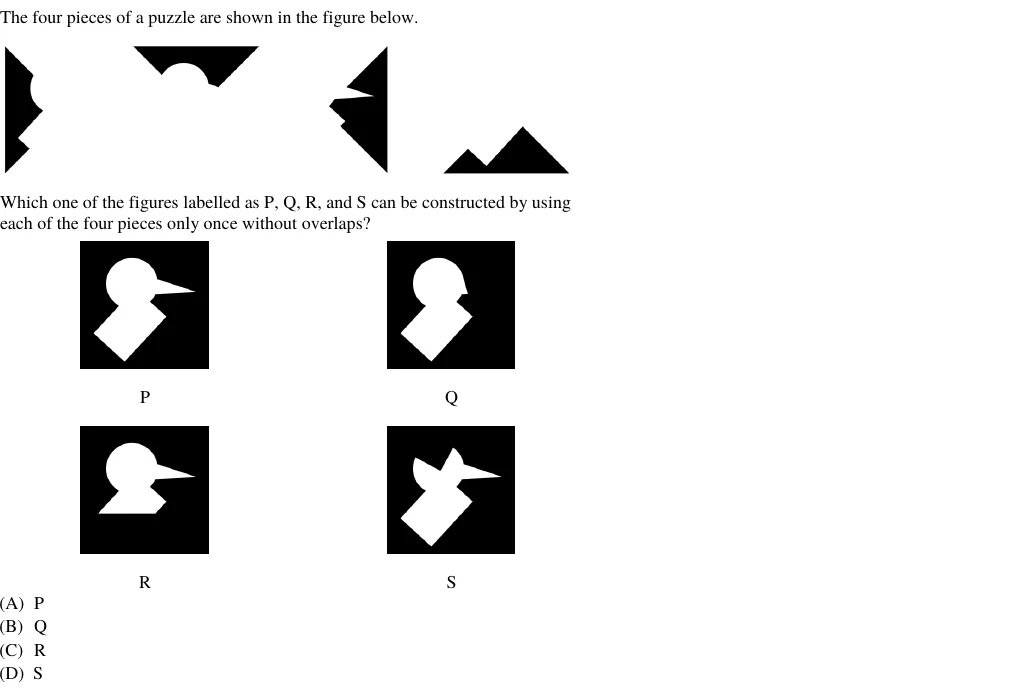 The four pieces of a puzzle are shown in the figure below.
Which one of the figures labelled as P, Q, R, and S can be constructed by using
each of the four pieces only once without overlaps?
P
Q
R
S
(A) P
(B) Q
(C) R
(D) S